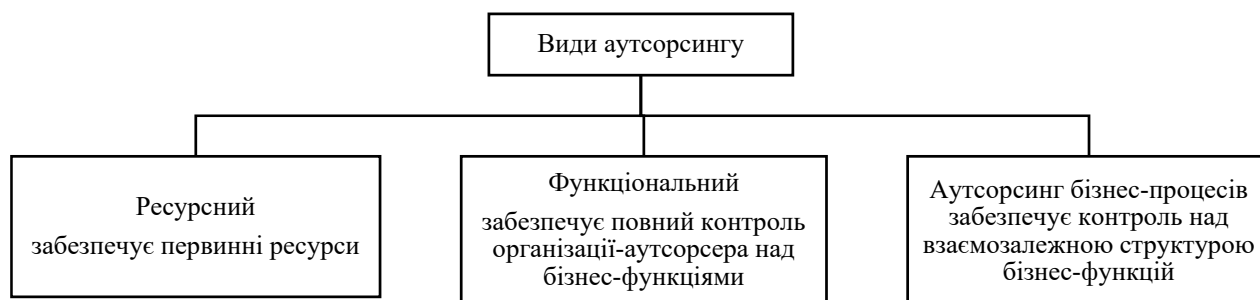 Види аутсорсингу
Ресурсний
забезпечує первинні ресурси
Функціональний
забезпечує повний контроль
організації-аутсорсера над
бізнес-функціями
Аутсорсинг бізнес-процесів
забезпечує контроль над
взаємозалежною структурою
бізнес-функцій